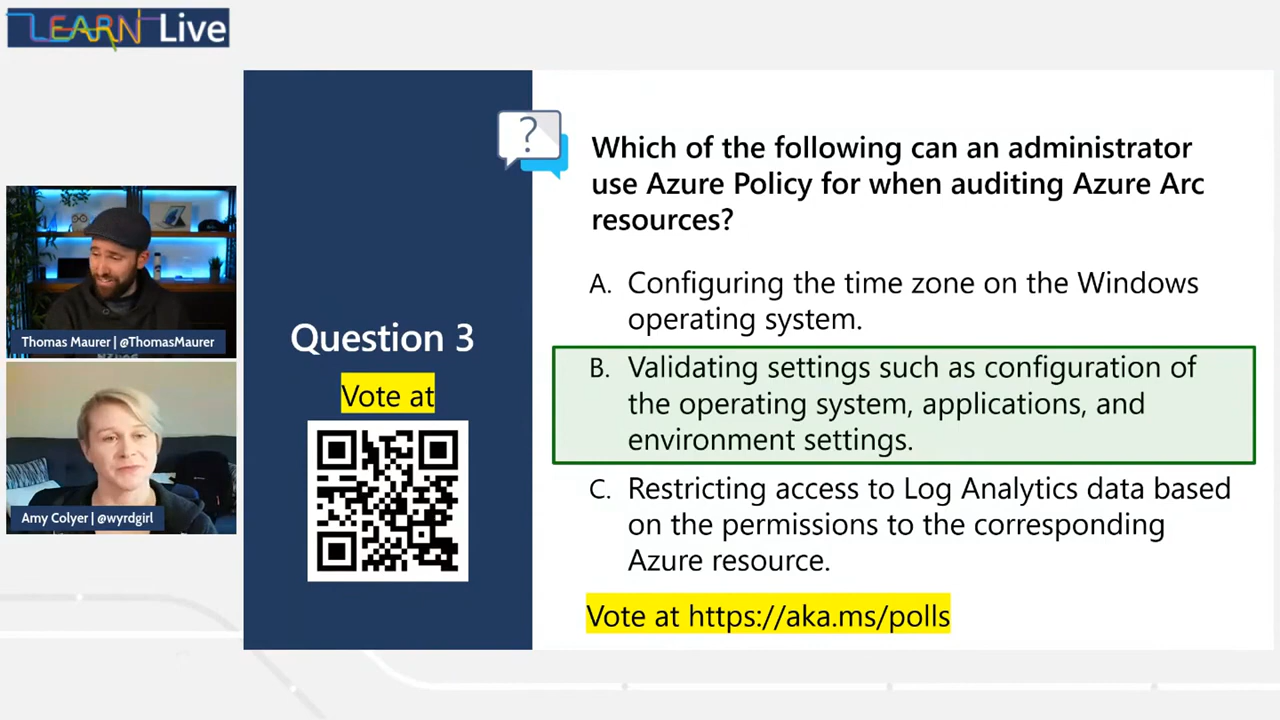 LEARN Live
Which of the following can an administrator
use Azure Policy for when auditing Azure Arc
resources?
A. Configuring the time zone on the Windows
operating system.
B. Validating settings such as configuration of
the operating system, applications, and
environment settings.
C. Restricting access to Log Analytics data based
on the permissions to the corresponding
Azure resource.
Vote at https://aka.ms/polls
Question 3
Vote at
?
Thomas Maurer | @ThomasMaurer
Amy Colyer | @wyrdgirl